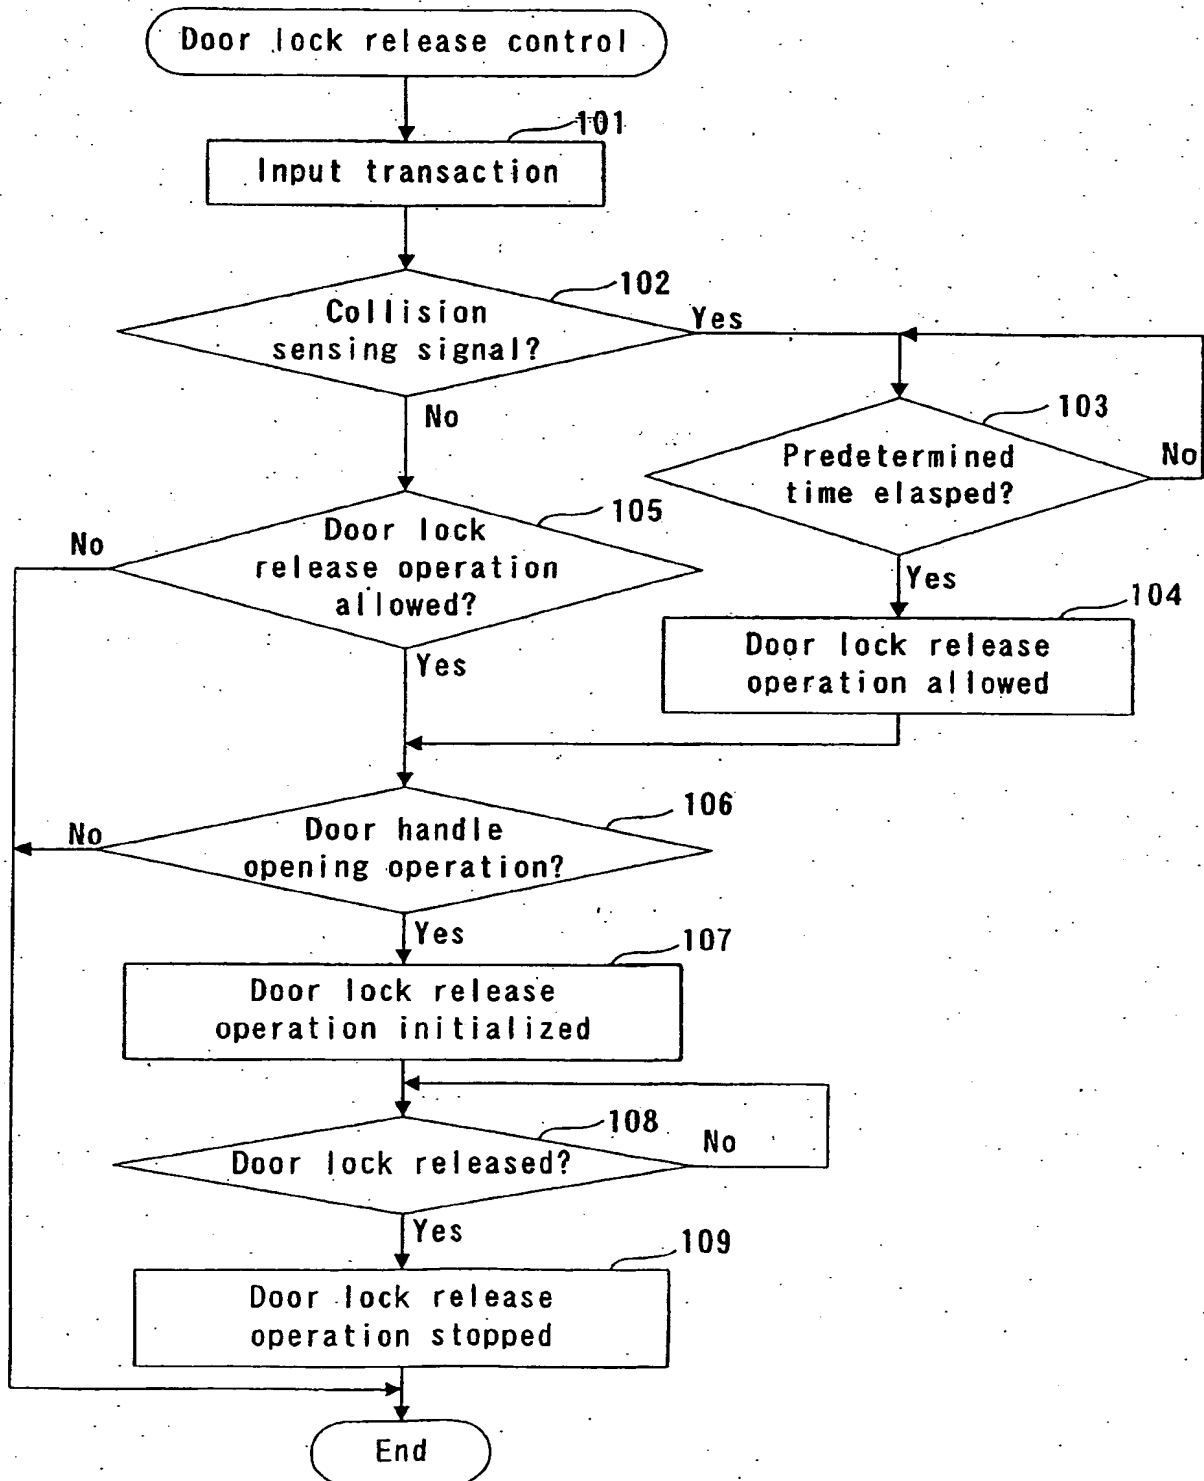 Door lock release control
101
Input transaction
102
Collision
sensing signal?
Yes
No
103
Predetermined
time elasped?
No
Yes
104
Door lock release
operation allowed
105
Door lock
release operation
allowed?
No
Yes
106
Door handle
opening operation?
No
Yes
107
Door lock release
operation initialized
108
Door lock released?
No
Yes
109
Door lock release
operation stopped
End